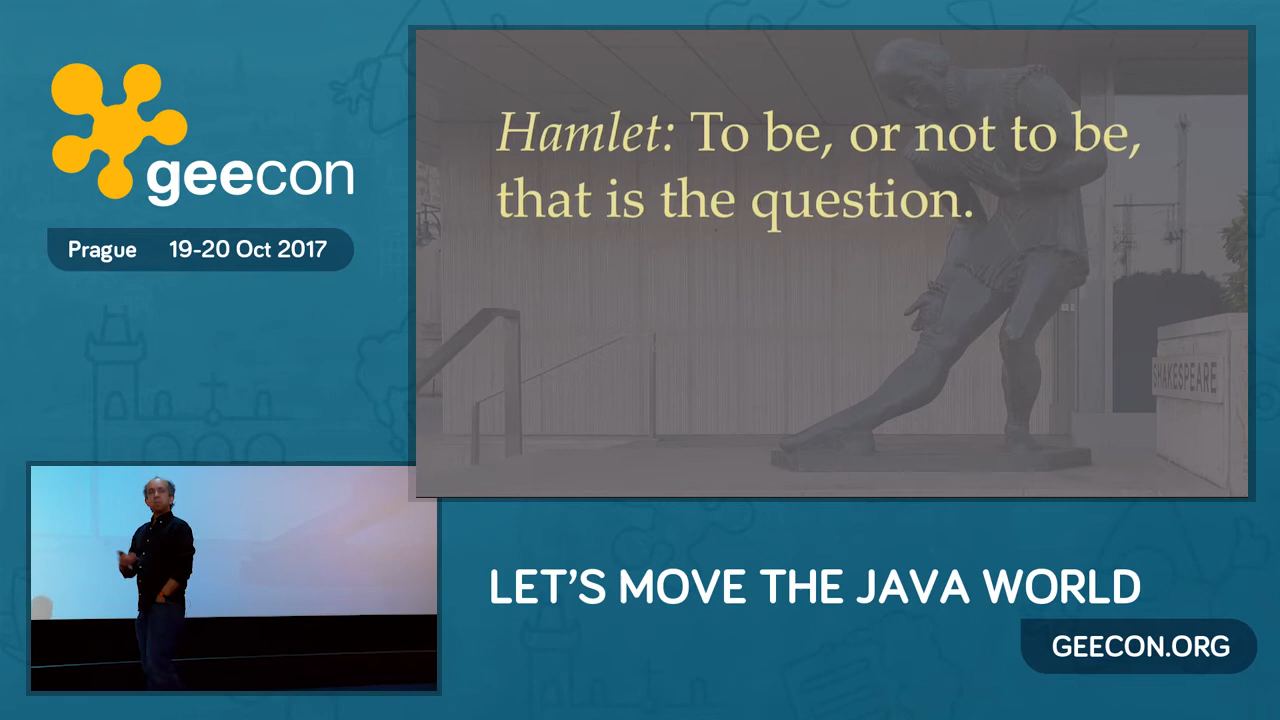 geecon
Prague 19-20 Oct 2017
Hamlet: To be, or not to be,
that is the question.
SHAKESPEARE
LET'S MOVE THE JAVA WORLD
GEECON.ORG